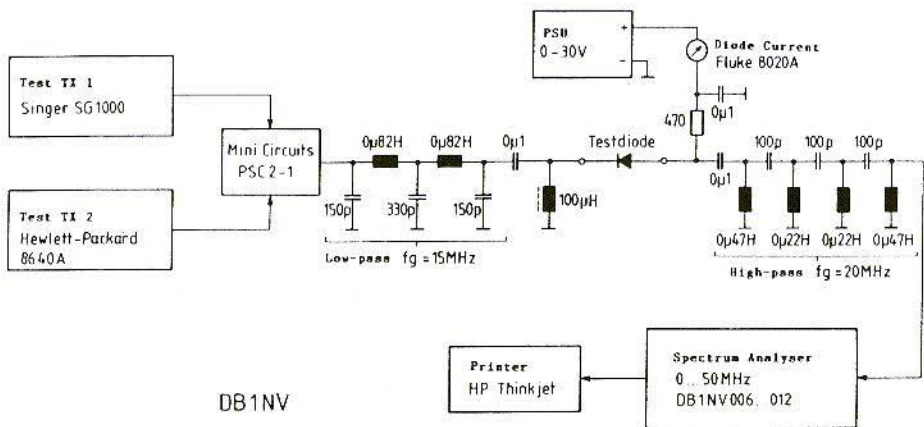 Test TX 1
Singer SG1000
Test TX 2
Hewlett-Packard
8640A
Mini Circuits
PSC2-1
0µ82H
0µ82H
150p
330p
150p
Low-pass fg = 15MHz
0µ1
100µH
Testdiode
PSU
0-30V
+
-
Diode Current
Fluke 8020A
0µ1
470
0µ1
100p
100p
100p
0µ47H
0µ22H
0µ22H
0µ47H
High-pass fg = 20MHz
Spectrum Analyser
0...50MHz
DB1NV006..012
Printer
HP Thinkjet
DB1NV